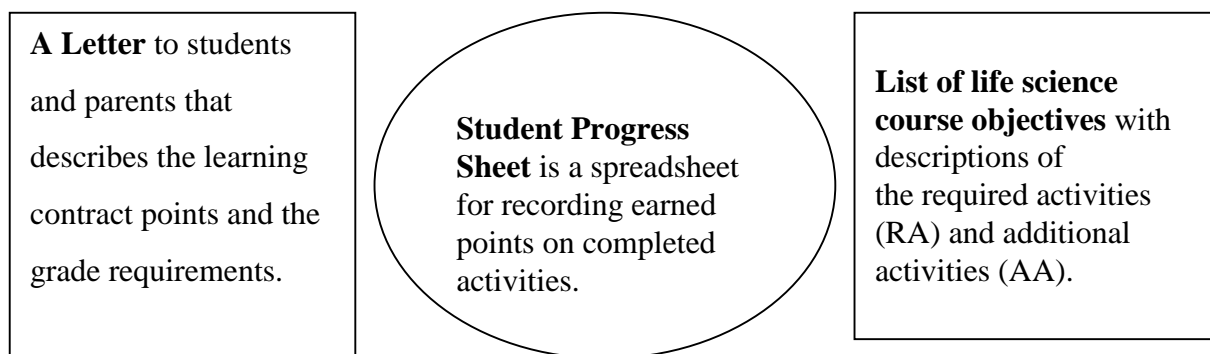 A Letter to students
and parents that
describes the learning
contract points and the
grade requirements.
Student Progress
Sheet is a spreadsheet
for recording earned
points on completed
activities.
List of life science
course objectives with
descriptions of
the required activities
(RA) and additional
activities (AA).